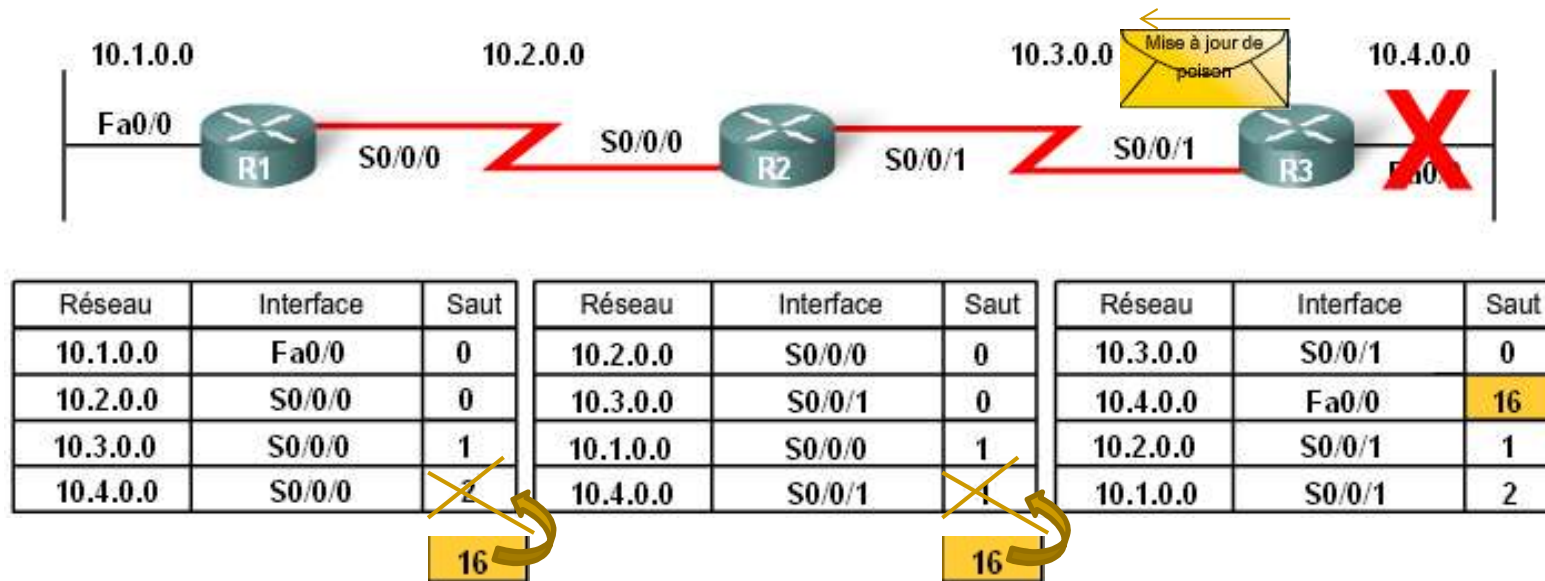 10.1.0.0 10.2.0.0 10.3.0.0 Mise à jour de 10.4.0.0
poison
Fa0/0 R1 S0/0/0 S0/0/0 R2 S0/0/1 S0/0/1 R3
Réseau Interface Saut Réseau Interface Saut Réseau Interface Saut
10.1.0.0 Fa0/0 0 10.2.0.0 S0/0/0 0 10.3.0.0 S0/0/1 0
10.2.0.0 S0/0/0 0 10.3.0.0 S0/0/1 0 10.4.0.0 Fa0/0 16
10.3.0.0 S0/0/0 1 10.1.0.0 S0/0/0 1 10.2.0.0 S0/0/1 1
10.4.0.0 S0/0/0 2 10.4.0.0 S0/0/1 1 10.1.0.0 S0/0/1 2
16 16